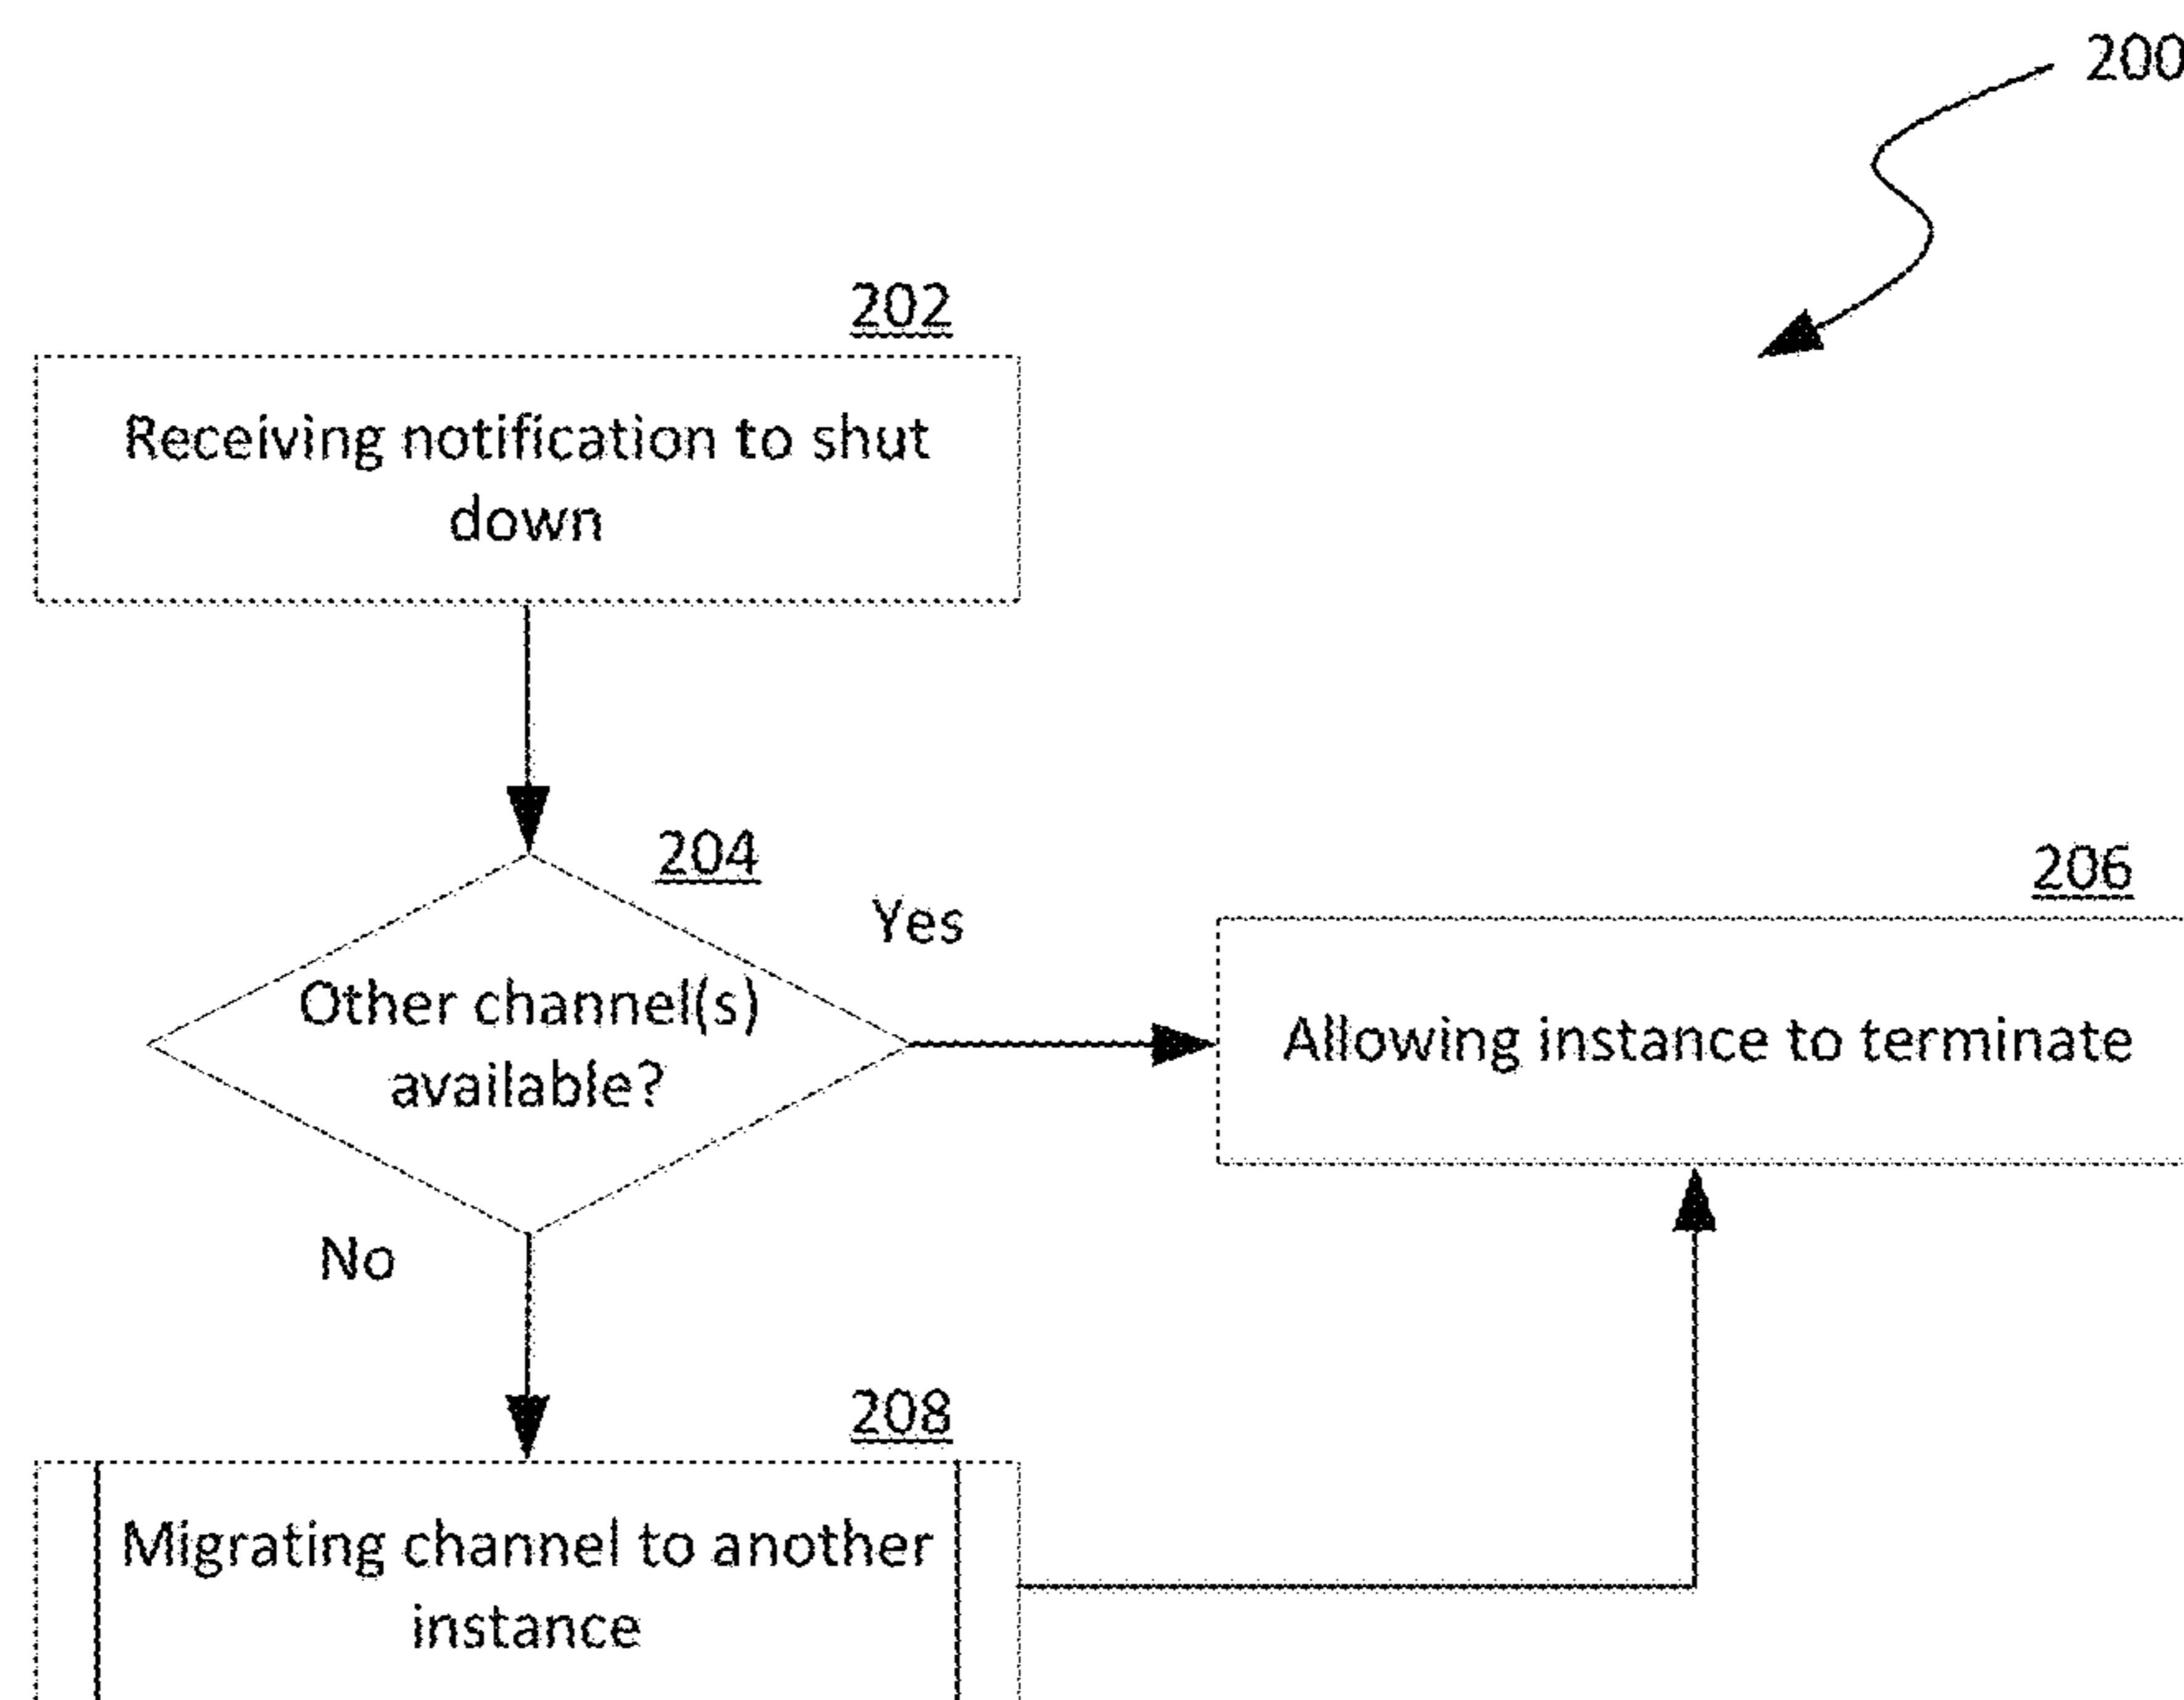 200
202
Receiving notification to shut
down
204
Yes
Other channel(s)
available?
206
Allowing instance to terminate
No
208
Migrating channel to another
instance